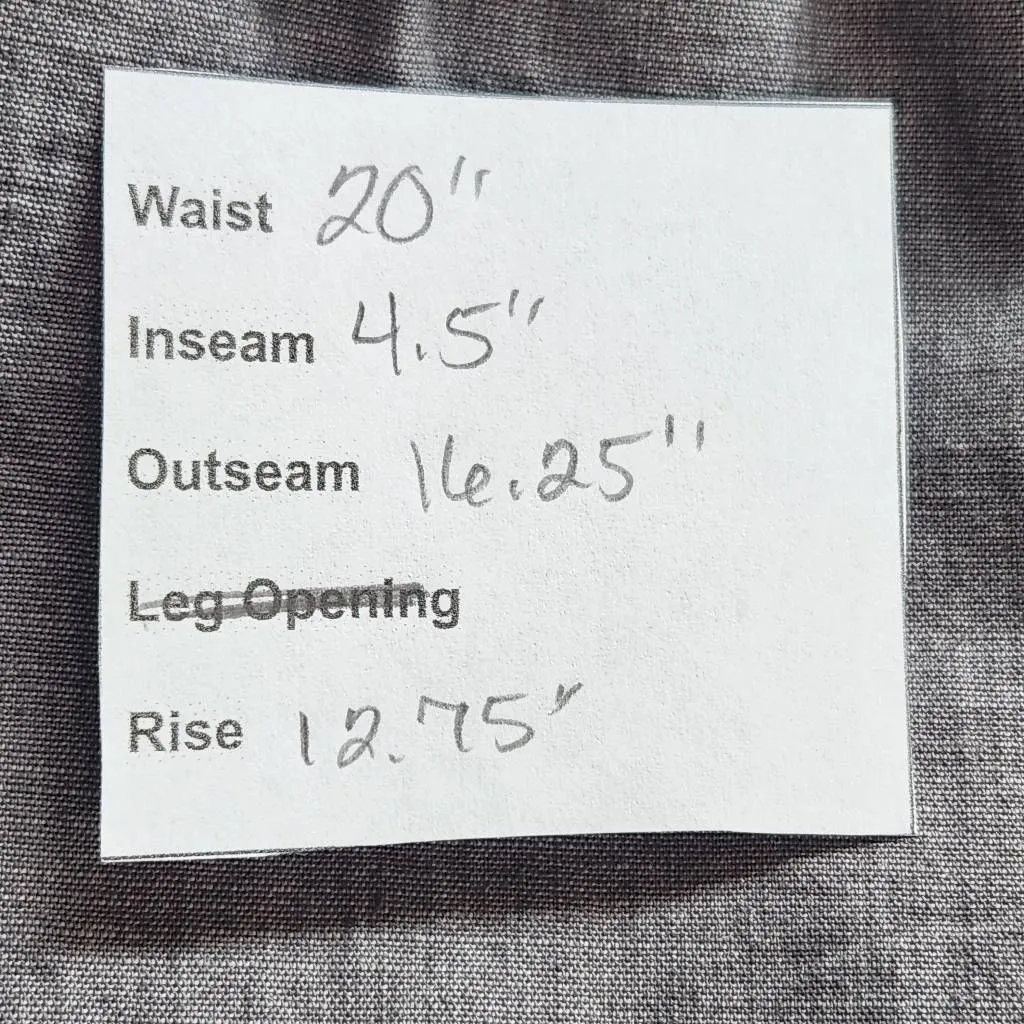 Waist 20"
Inseam 4.5"
Outseam 16.25"
Leg Opening
Rise 12.75"